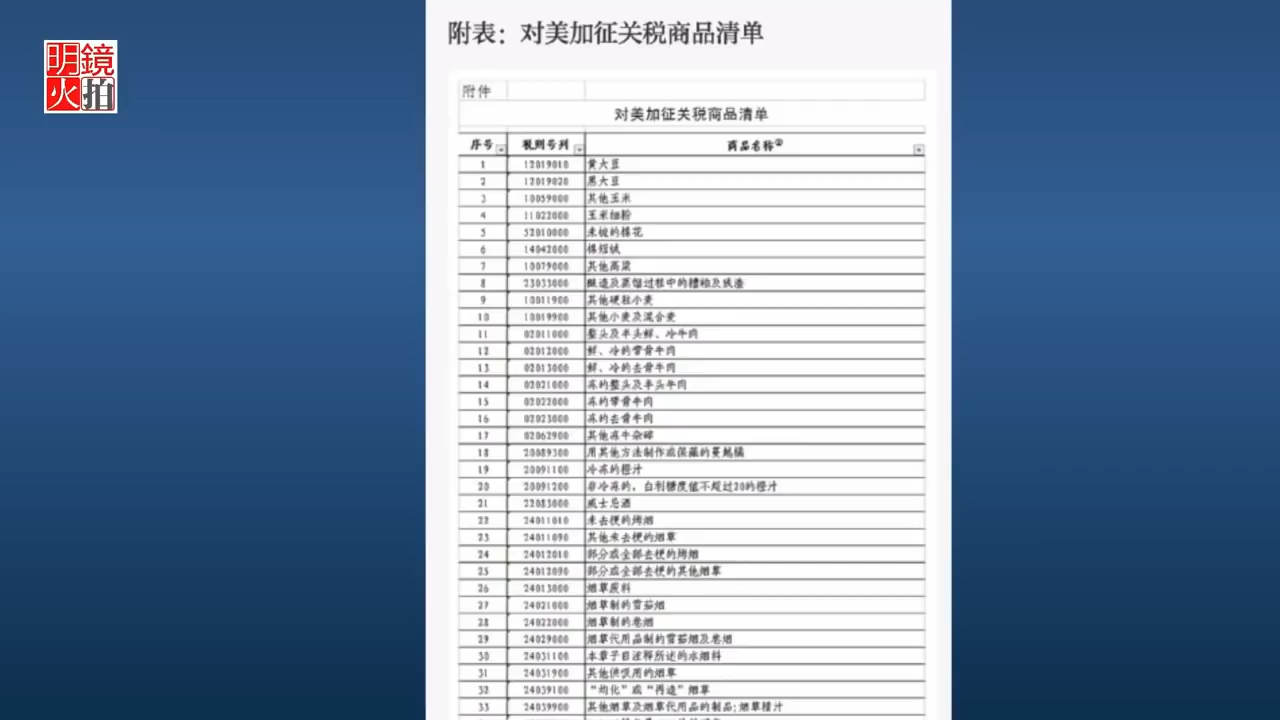 明鏡
火拍
附表：对美加征关税商品清单
附件
对美加征关税商品清单
序号 税则号列 商品名称①
1 12019010 黄大豆
2 12019020 黑大豆
3 10059000 其他玉米
4 11022000 玉米细粉
5 52010000 未梳的棉花
6 14042000 棉短绒
7 10079000 其他高粱
8 23033000 酿造及蒸馏过程中的糟粕及残渣
9 10011900 其他硬粒小麦
10 10019900 其他小麦及混合麦
11 02011000 整头及半头鲜、冷牛肉
12 02012000 鲜、冷的带骨牛肉
13 02013000 鲜、冷的去骨牛肉
14 02021000 冻的整头及半头牛肉
15 02022000 冻的带骨牛肉
16 02023000 冻的去骨牛肉
17 02062900 其他冻牛杂碎
18 20089300 用其他方法制作或保藏的蔓越橘
19 20091100 冷冻的橙汁
20 20091200 非冷冻的，白利糖度值不超过20的橙汁
21 22083000 威士忌酒
22 24011010 未去梗的烤烟
23 24011090 其他未去梗的烟草
24 24012010 部分或全部去梗的烤烟
25 24012090 部分或全部去梗的其他烟草
26 24013000 烟草废料
27 24021000 烟草制的雪茄烟
28 24022000 烟草制的卷烟
29 24029000 烟草代用品制的雪茄烟及卷烟
30 24031100 本章子目注释所述的水烟料
31 24031900 其他供吸用的烟草
32 24039100 “均化”或“再造”烟草
33 24039900 其他烟草及烟草代用品的制品;烟草精汁